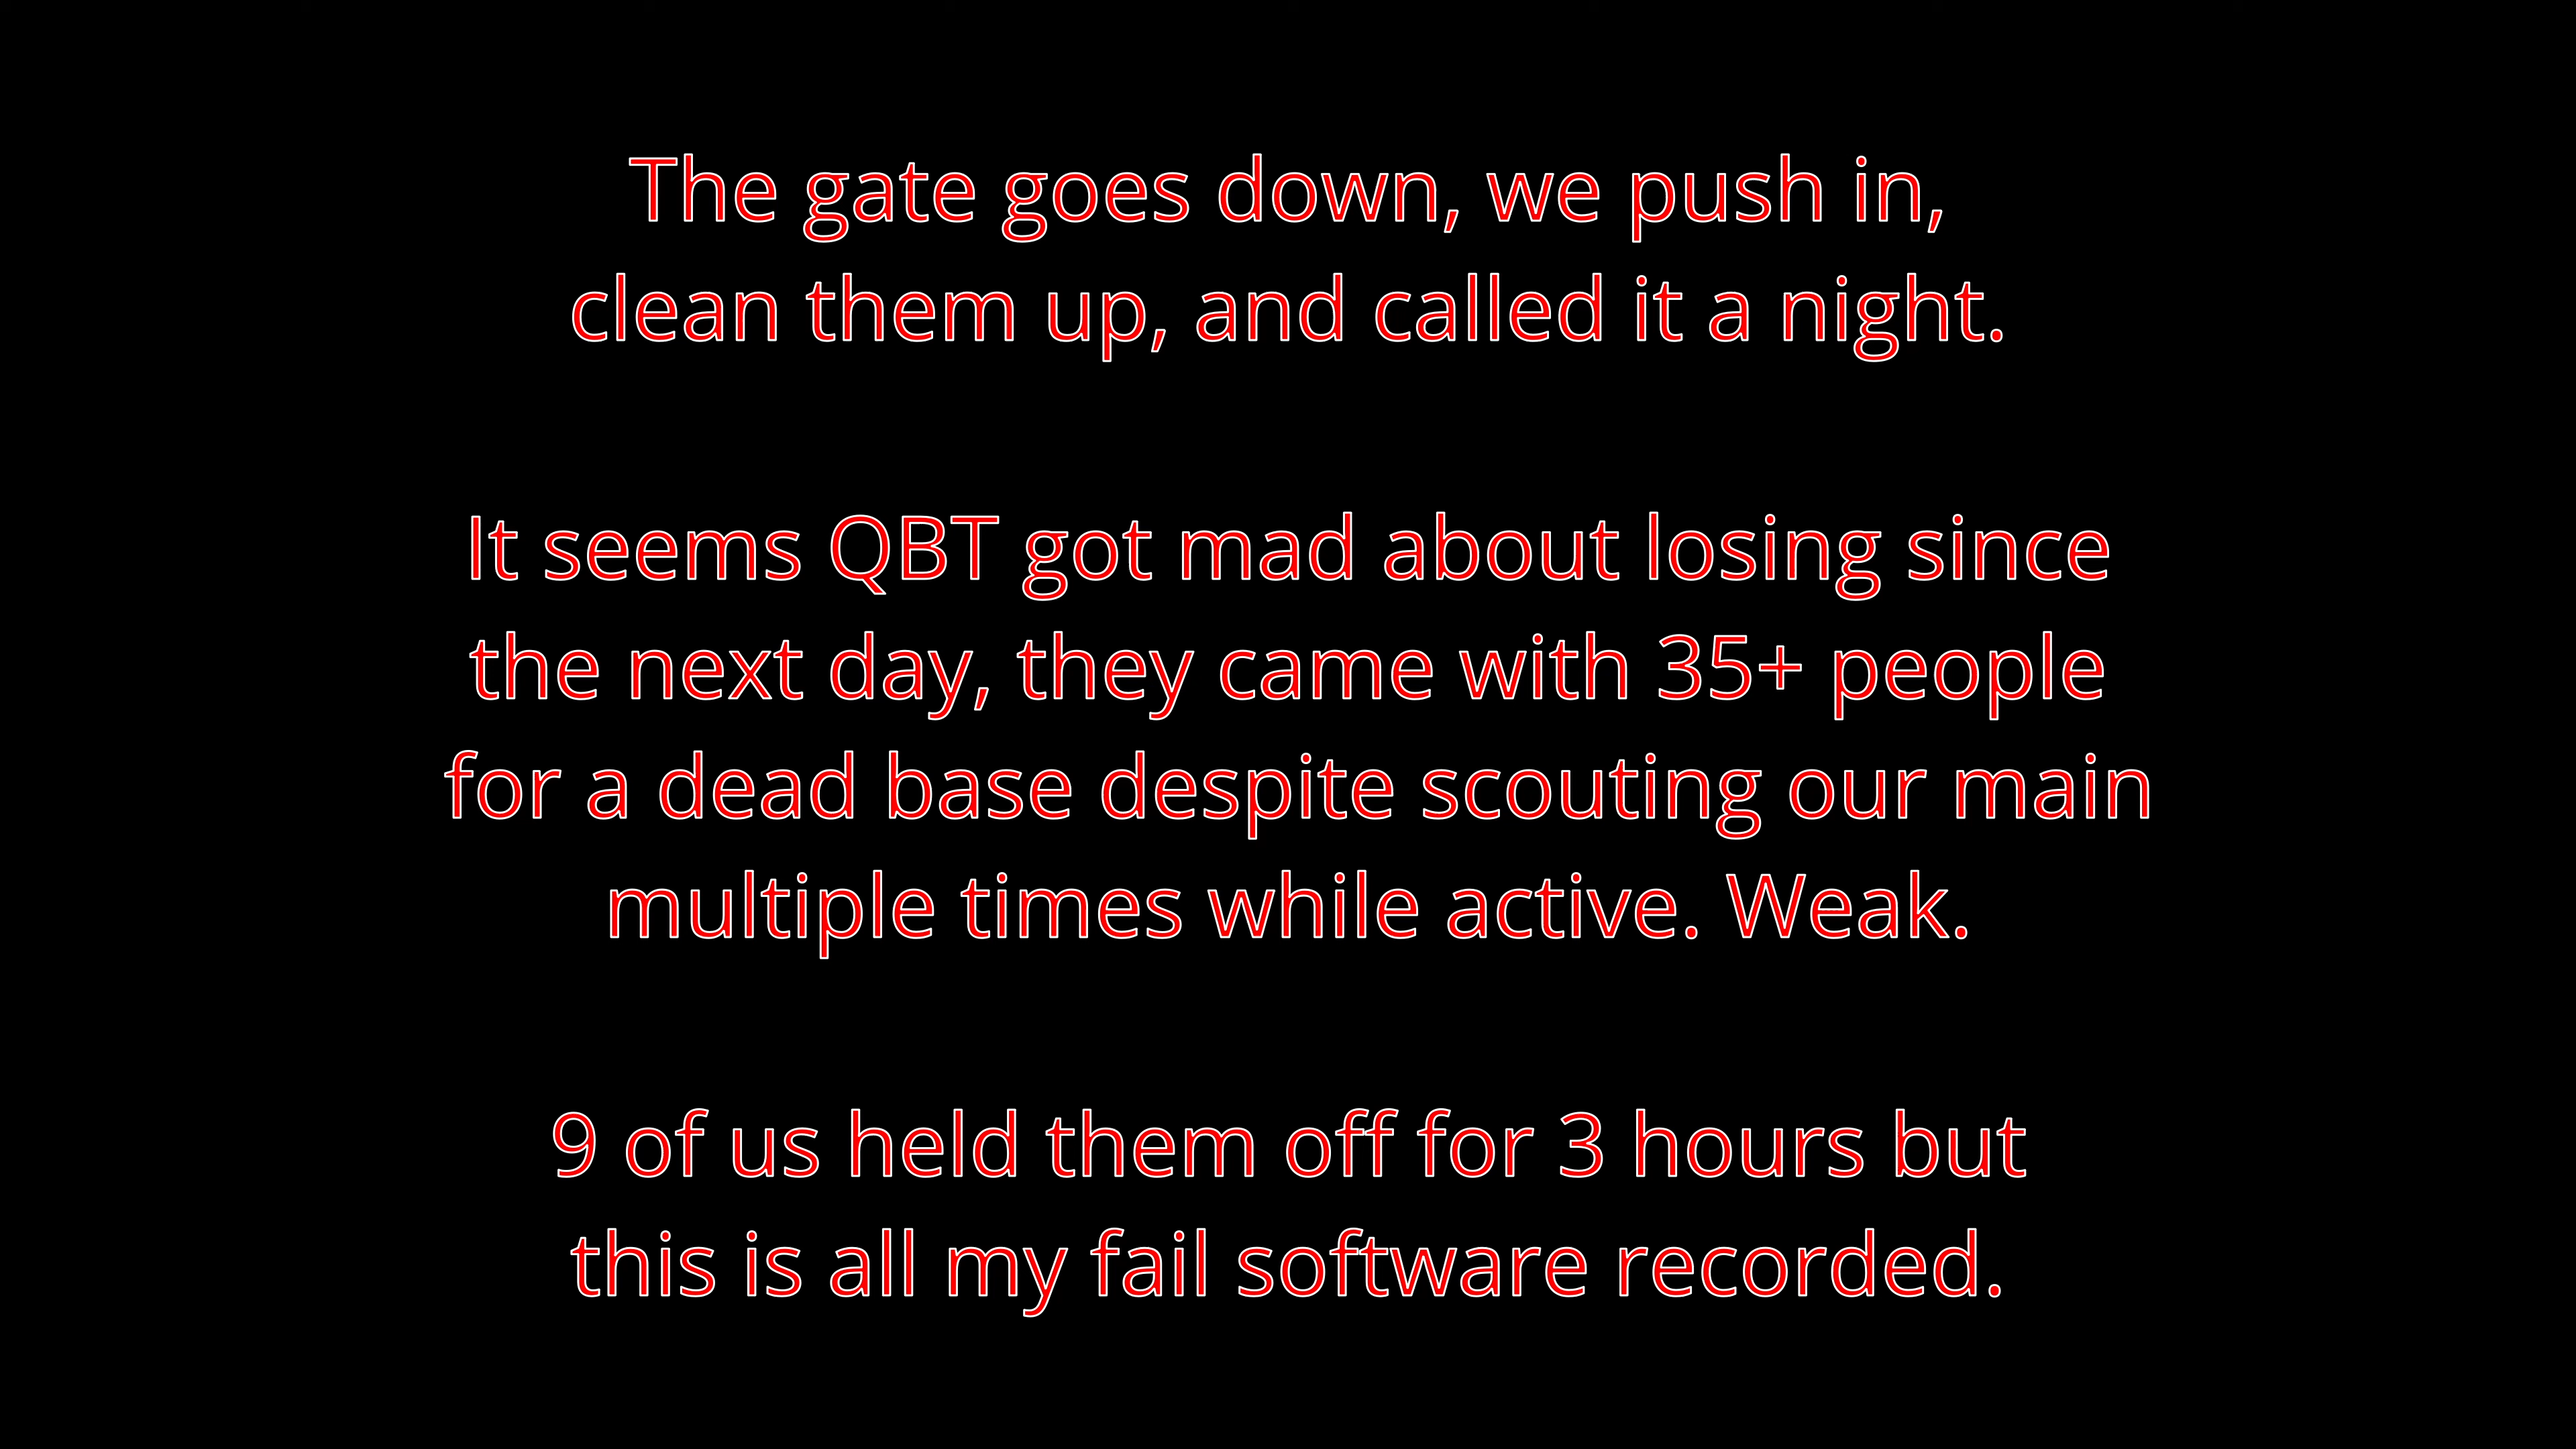 The gate goes down, we push in,
clean them up, and called it a night.
It seems QBT got mad about losing since
the next day, they came with 35+ people
for a dead base despite scouting our main
multiple times while active. Weak.
9 of us held them off for 3 hours but
this is all my fail software recorded.